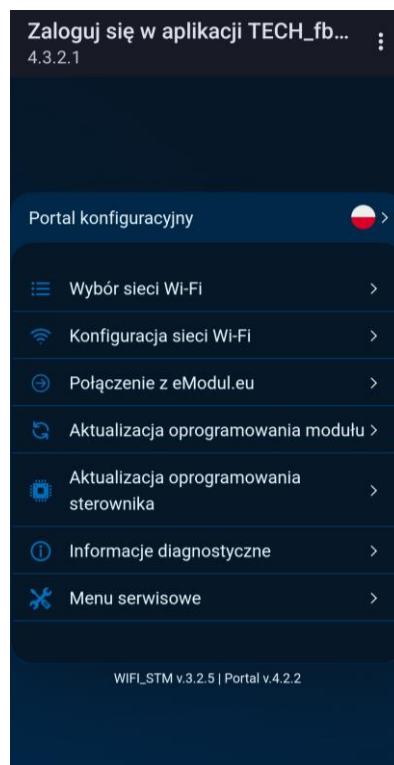 Zaloguj się w aplikacji TECH_fb...
4.3.2.1
Portal konfiguracyjny
Wybór sieci Wi-Fi
Konfiguracja sieci Wi-Fi
Połączenie z eModul.eu
Aktualizacja oprogramowania modułu
Aktualizacja oprogramowania
sterownika
Informacje diagnostyczne
Menu serwisowe
WIFI_STM v.3.2.5 | Portal v.4.2.2